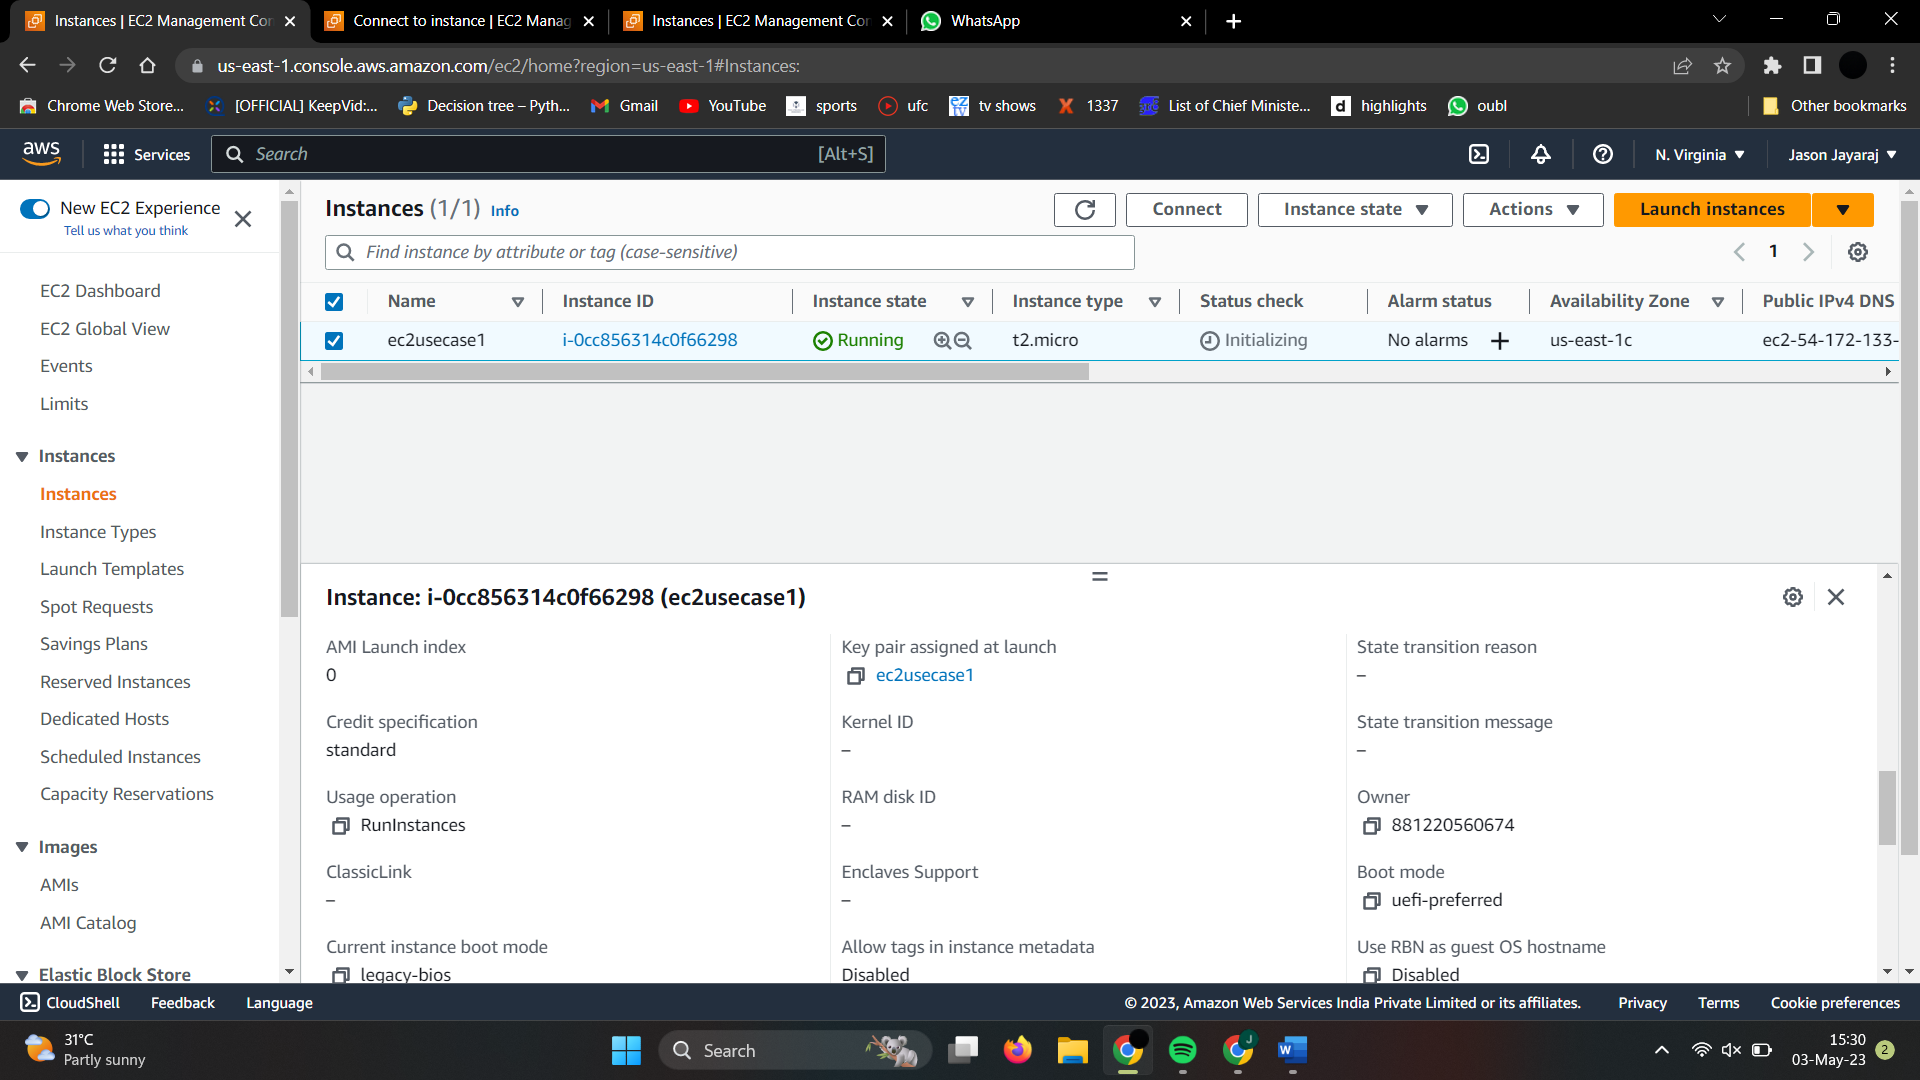 Instances | EC2 Management Con
Connect to instance | EC2 Manag
Instances | EC2 Management Con
WhatsApp
us-east-1.console.aws.amazon.com/ec2/home?region=us-east-1#Instances:
Chrome Web Store...
[OFFICIAL] KeepVid:...
Decision tree – Pyth...
Gmail
YouTube
sports
ufc
tv shows
1337
List of Chief Ministe...
highlights
oubl
Other bookmarks
aws
Services
Search
[Alt+S]
N. Virginia
Jason Jayaraj
New EC2 Experience
Tell us what you think
EC2 Dashboard
EC2 Global View
Events
Limits
Instances
Instances
Instance Types
Launch Templates
Spot Requests
Savings Plans
Reserved Instances
Dedicated Hosts
Scheduled Instances
Capacity Reservations
Images
AMIs
AMI Catalog
Elastic Block Store
Instances (1/1) Info
Connect
Instance state
Actions
Launch instances
Find instance by attribute or tag (case-sensitive)
1
Name
Instance ID
Instance state
Instance type
Status check
Alarm status
Availability Zone
Public IPv4 DNS
ec2usecase1
i-0cc856314c0f66298
Running
t2.micro
Initializing
No alarms
us-east-1c
ec2-54-172-133-
Instance: i-0cc856314c0f66298 (ec2usecase1)
AMI Launch index
0
Key pair assigned at launch
ec2usecase1
State transition reason
–
Credit specification
standard
Kernel ID
–
State transition message
–
Usage operation
RunInstances
RAM disk ID
–
Owner
881220560674
ClassicLink
–
Enclaves Support
–
Boot mode
uefi-preferred
Current instance boot mode
legacy-bios
Allow tags in instance metadata
Disabled
Use RBN as guest OS hostname
Disabled
CloudShell
Feedback
Language
© 2023, Amazon Web Services India Private Limited or its affiliates.
Privacy
Terms
Cookie preferences
31°C
Partly sunny
Search
15:30
03-May-23
2